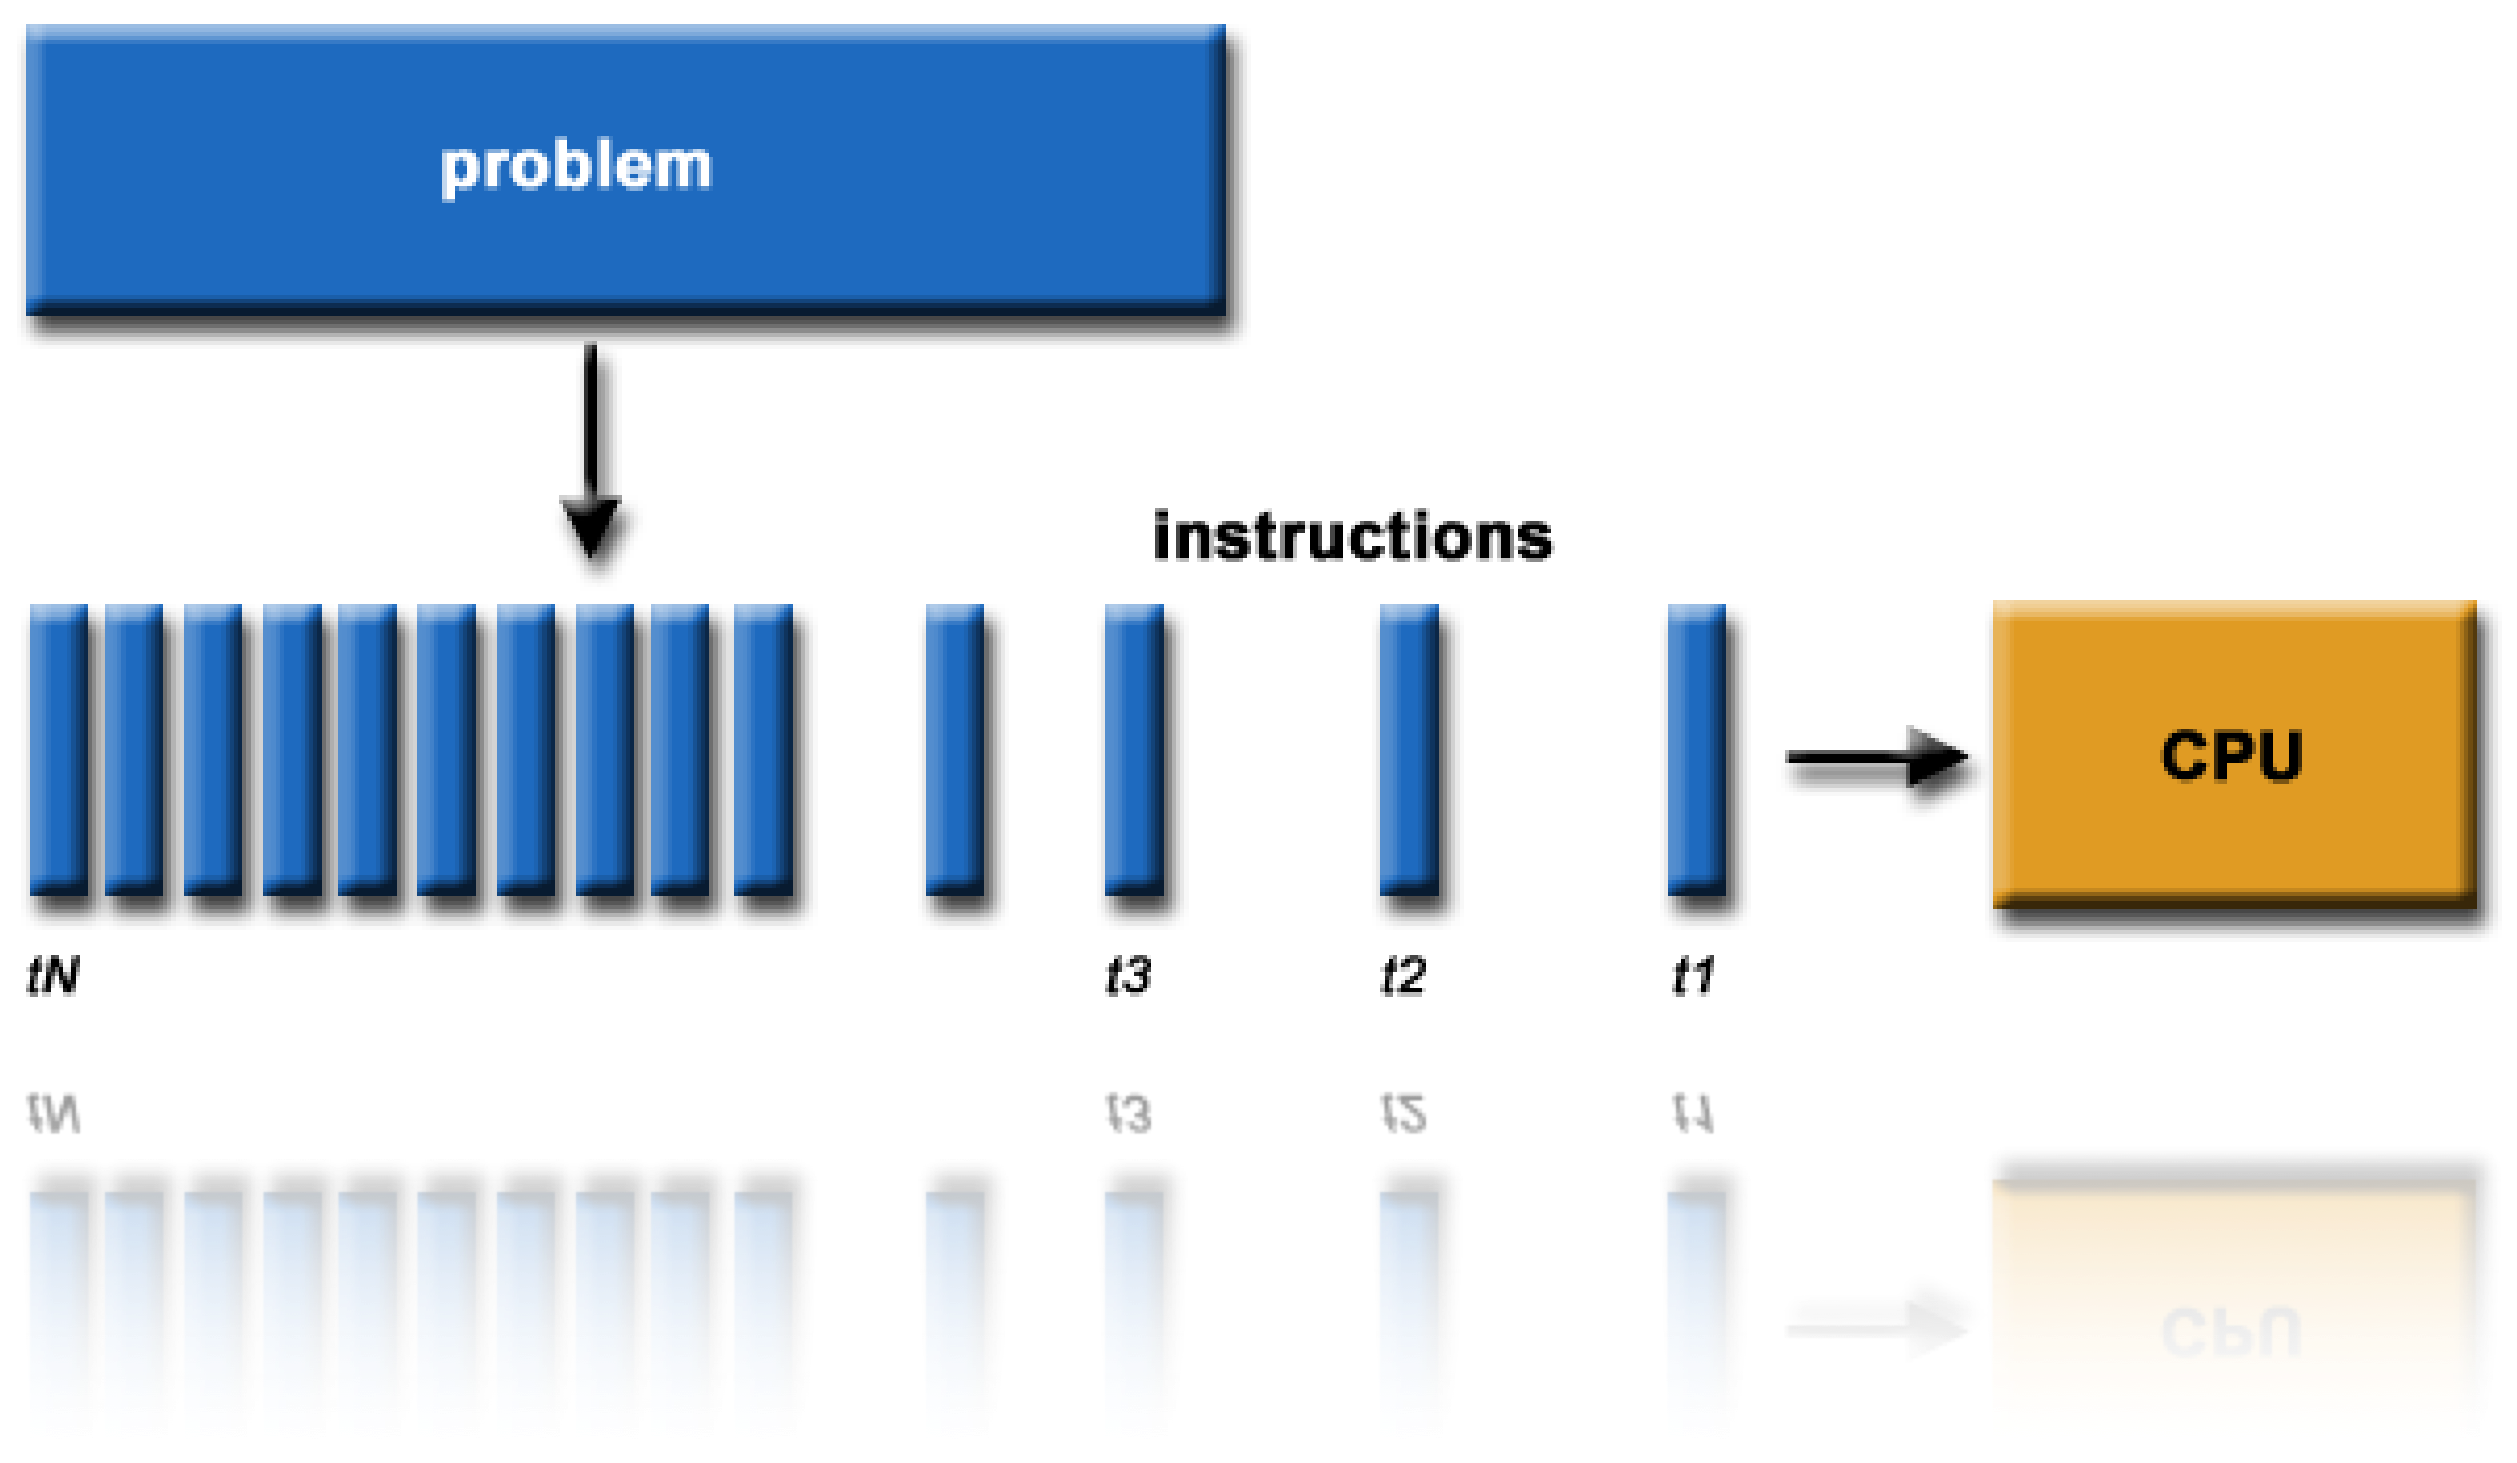 problem
instructions
CPU
tN t3 t2 t1